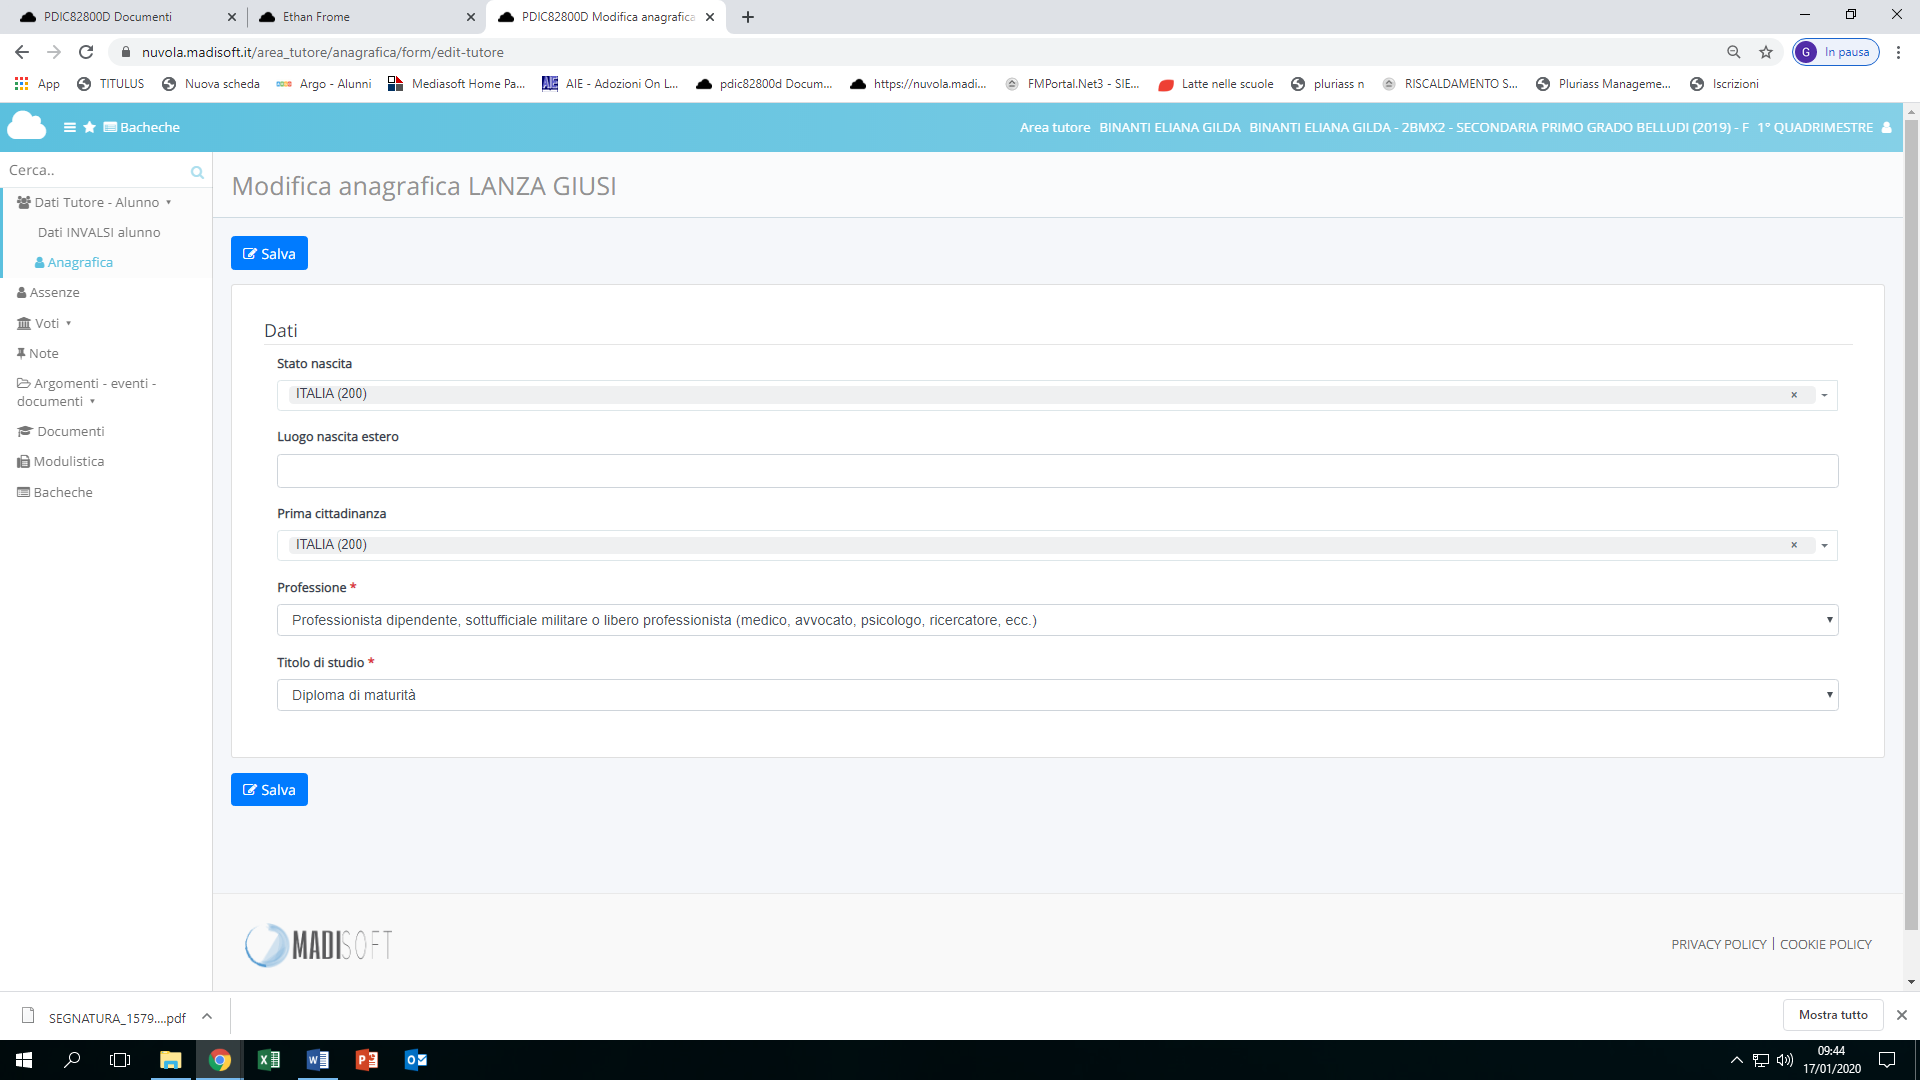 PDIC82800D Documenti
Ethan Frome
PDIC82800D Modifica anagrafica
nuvola.madisoft.it/area_tutore/anagrafica/form/edit-tutore
G In pausa
App TITULUS Nuova scheda Argo - Alunni Mediasoft Home Pa... AIE - Adozioni On L... pdic82800d Docum... https://nuvola.madi... FMPortal.Net3 - SIE... Latte nelle scuole pluriass n RISCALDAMENTO S... Pluriass Manageme... Iscrizioni
Bacheche
Area tutore BINANTI ELIANA GILDA BINANTI ELIANA GILDA - 2BMX2 - SECONDARIA PRIMO GRADO BELLUDI (2019) - F 1° QUADRIMESTRE
Cerca..
Dati Tutore - Alunno
Dati INVALSI alunno
Anagrafica
Assenze
Voti
Note
Argomenti - eventi -
documenti
Documenti
Modulistica
Bacheche
Modifica anagrafica LANZA GIUSI
Salva
Dati
Stato nascita
ITALIA (200) ×
Luogo nascita estero
Prima cittadinanza
ITALIA (200) ×
Professione *
Professionista dipendente, sottufficiale militare o libero professionista (medico, avvocato, psicologo, ricercatore, ecc.)
Titolo di studio *
Diploma di maturità
Salva
MADISOFT
PRIVACY POLICY | COOKIE POLICY
SEGNATURA_1579....pdf
Mostra tutto
09:44
17/01/2020